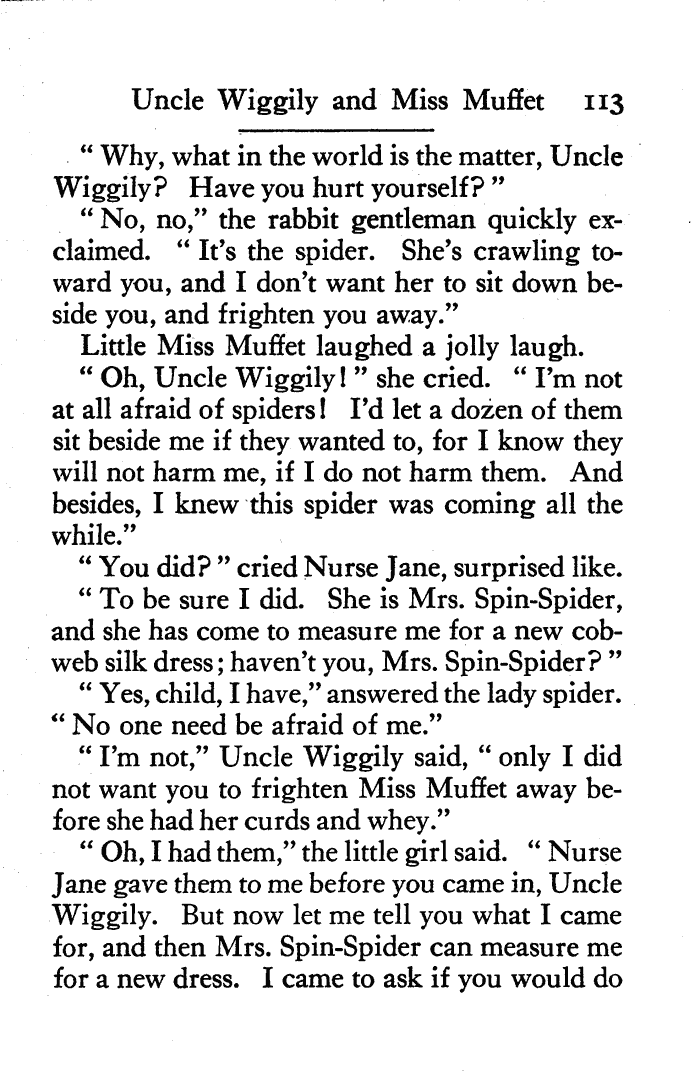 Uncle Wiggily and Miss Muffet 113
“ Why, what in the world is the matter, Uncle
Wiggily? Have you hurt yourself? ”
“ No, no,” the rabbit gentleman quickly ex-
claimed. “ It’s the spider. She’s crawling to-
ward you, and I don’t want her to sit down be-
side you, and frighten you away.”
Little Miss Muffet laughed a jolly laugh.
“ Oh, Uncle Wiggily! ” she cried. “ I’m not
at all afraid of spiders! I’d let a dozen of them
sit beside me if they wanted to, for I know they
will not harm me, if I do not harm them. And
besides, I knew this spider was coming all the
while.”
“ You did? ” cried Nurse Jane, surprised like.
“ To be sure I did. She is Mrs. Spin-Spider,
and she has come to measure me for a new cob-
web silk dress; haven’t you, Mrs. Spin-Spider? ”
“ Yes, child, I have,” answered the lady spider.
“ No one need be afraid of me.”
“ I’m not,” Uncle Wiggily said, “ only I did
not want you to frighten Miss Muffet away be-
fore she had her curds and whey.”
“ Oh, I had them,” the little girl said. “ Nurse
Jane gave them to me before you came in, Uncle
Wiggily. But now let me tell you what I came
for, and then Mrs. Spin-Spider can measure me
for a new dress. I came to ask if you would do